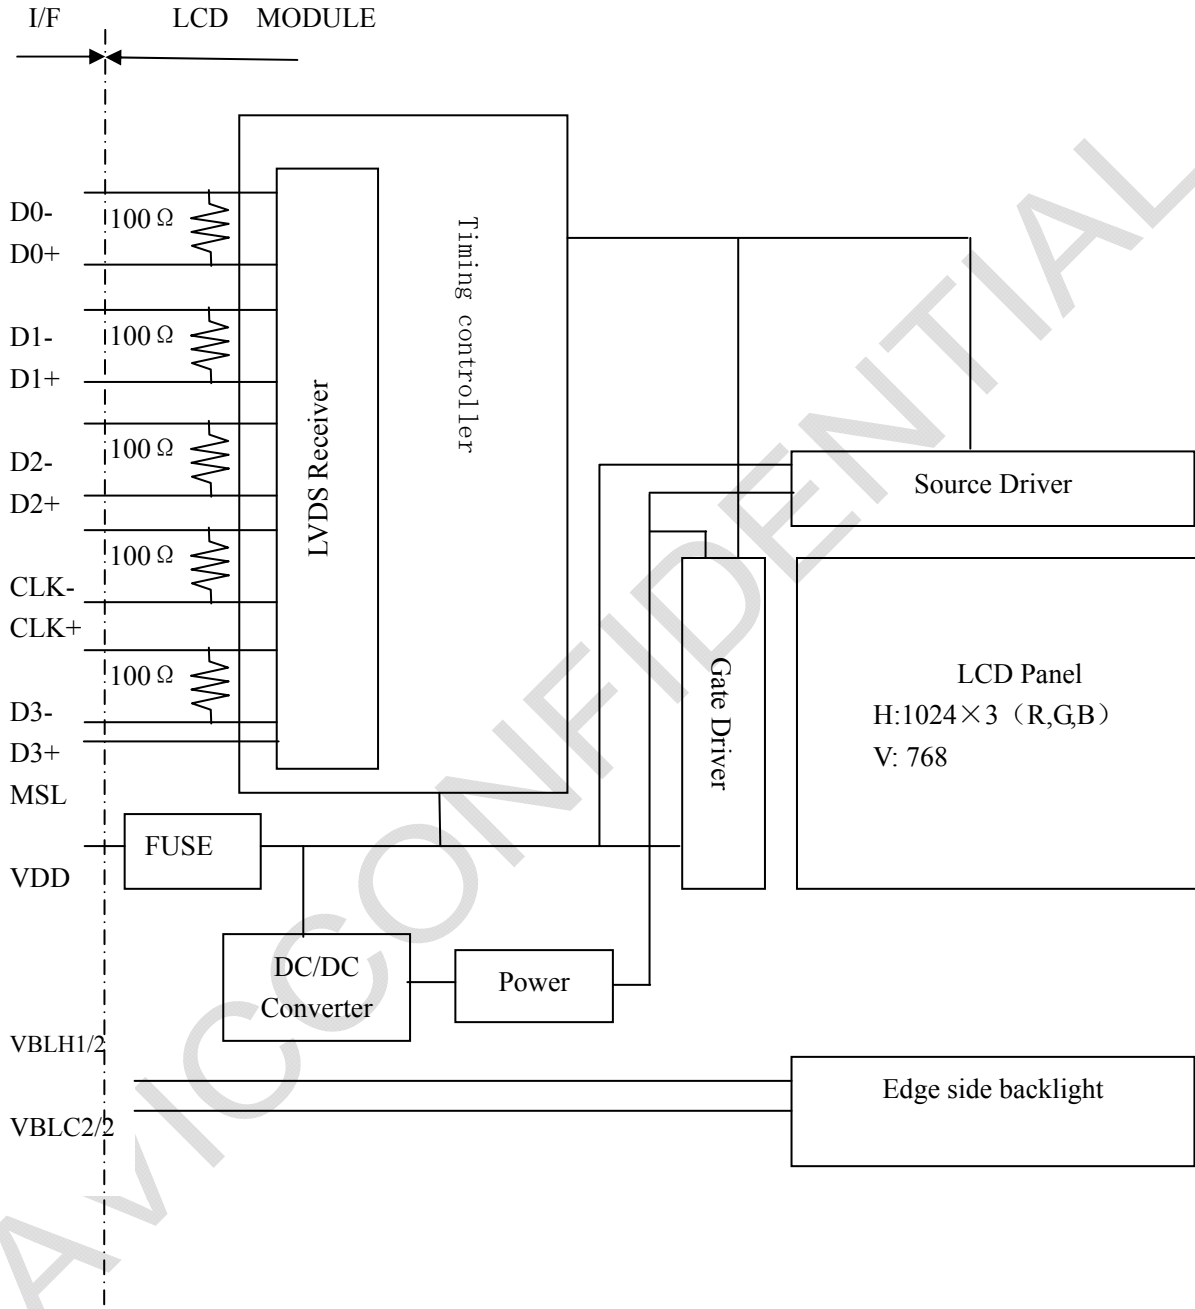 I/F LCD MODULE
D0-
100Ω
D0+
D1-
100Ω
D1+
D2-
100Ω
D2+
CLK-
100Ω
CLK+
100Ω
D3-
D3+
MSL
LVDS Receiver
Timing controller
Source Driver
Gate Driver
LCD Panel
H:1024×3（R,G,B）
V: 768
VDD
FUSE
DC/DC
Converter
Power
VBLH1/2
VBLC2/2
Edge side backlight
AVICCONFIDENTIAL